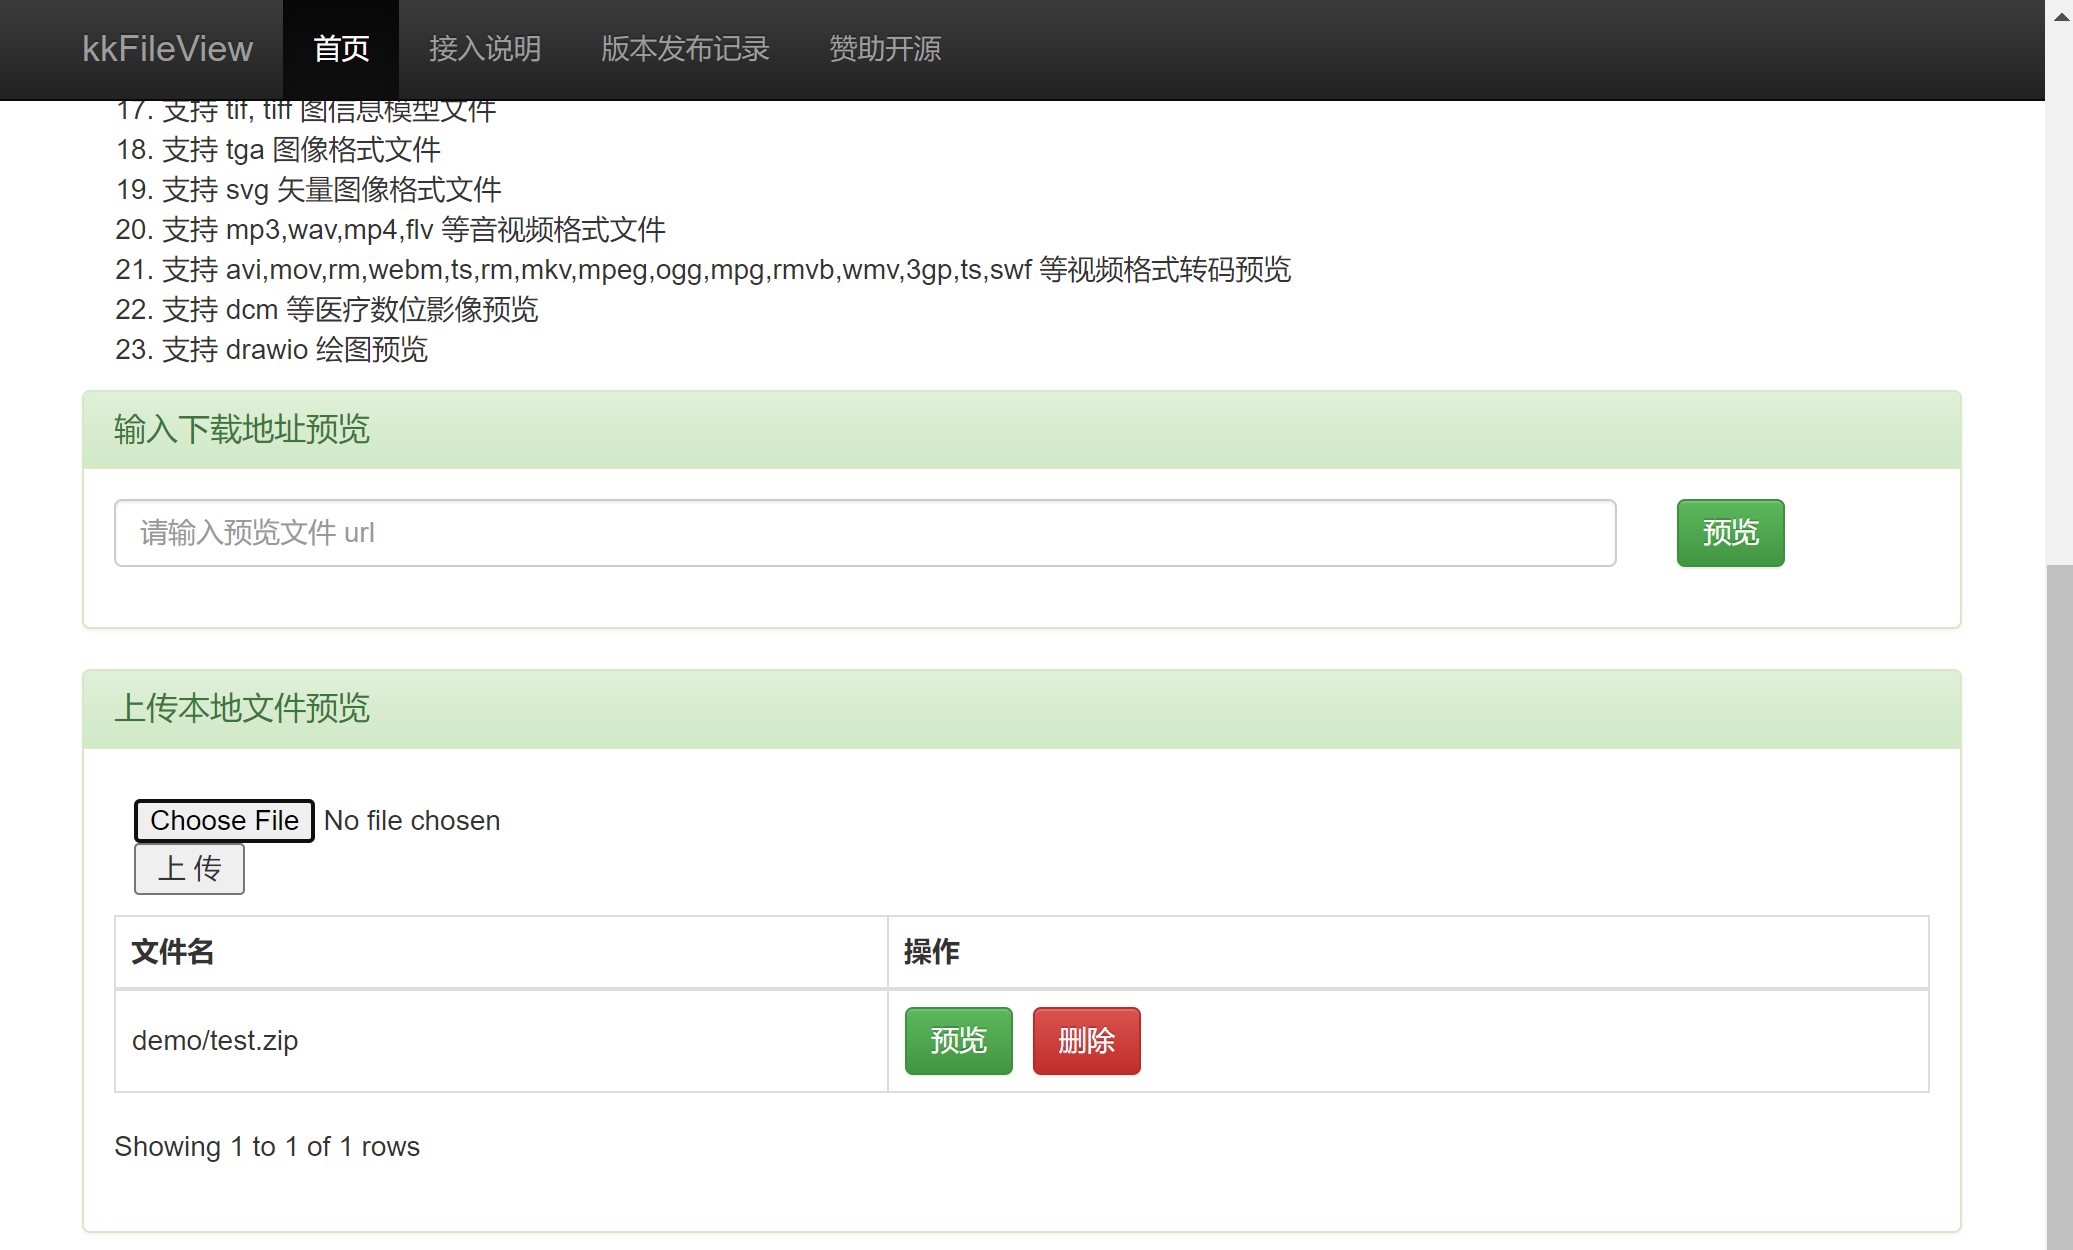 kkFileView 首页 接入说明 版本发布记录 赞助开源
17. 支持 tif, tiff 图信息模型文件
18. 支持 tga 图像格式文件
19. 支持 svg 矢量图像格式文件
20. 支持 mp3,wav,mp4,flv 等音视频格式文件
21. 支持 avi,mov,rm,webm,ts,rm,mkv,mpeg,ogg,mpg,rmvb,wmv,3gp,ts,swf 等视频格式转码预览
22. 支持 dcm 等医疗数位影像预览
23. 支持 drawio 绘图预览
输入下载地址预览
请输入预览文件 url 预览
上传本地文件预览
Choose File No file chosen
上 传
文件名 操作
demo/test.zip 预览 删除
Showing 1 to 1 of 1 rows